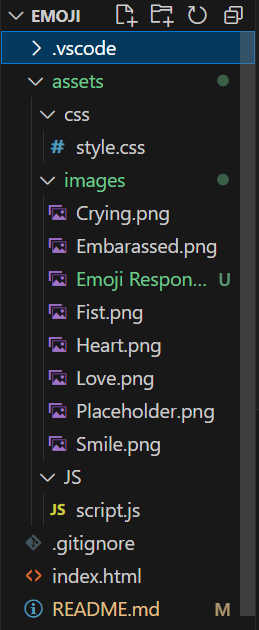 EMOJI
.vscode
assets
css
# style.css
images
Crying.png
Embarassed.png
Emoji Respon... U
Fist.png
Heart.png
Love.png
Placeholder.png
Smile.png
JS
JS script.js
.gitignore
<> index.html
README.md M